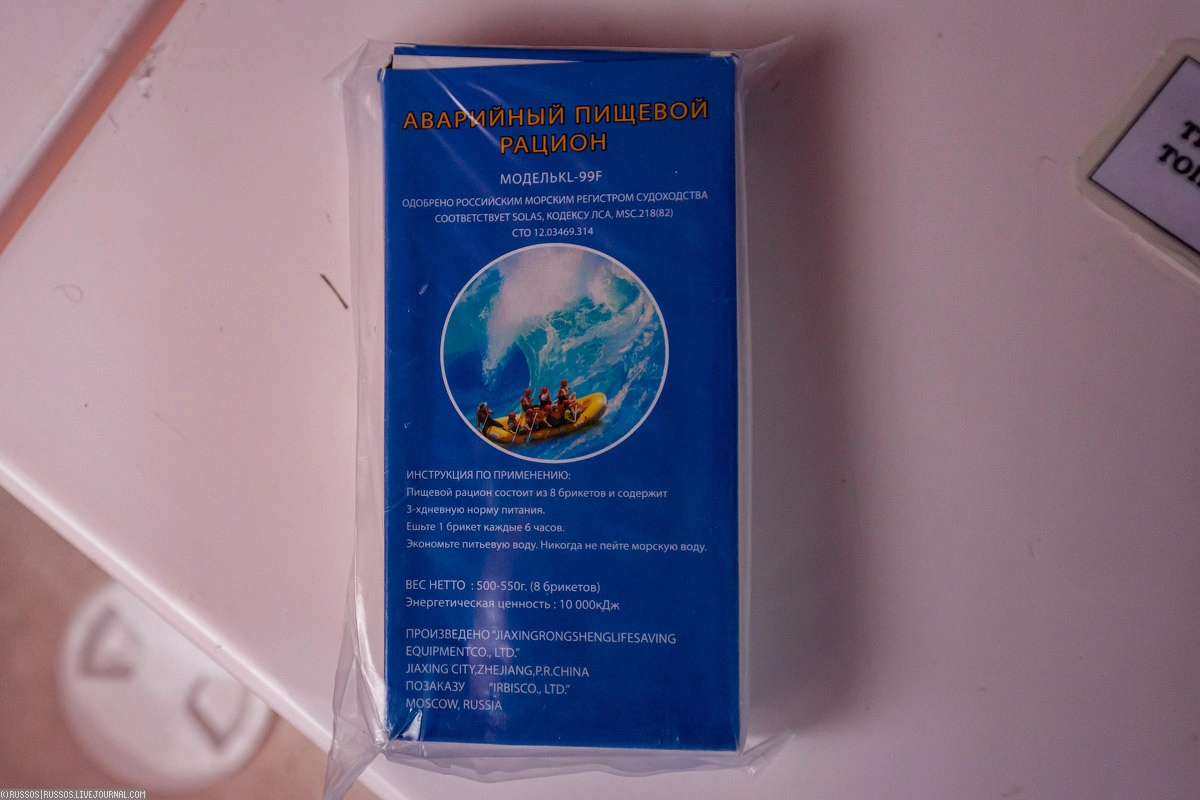 АВАРИЙНЫЙ ПИЩЕВОЙ
РАЦИОН
МОДЕЛЬKL-99F
ОДОБРЕНО РОССИЙСКИМ МОРСКИМ РЕГИСТРОМ СУДОХОДСТВА
СООТВЕТСТВУЕТ SOLAS, КОДЕКСУ ЛСА, MSC.218(82)
СТО 12.03469.314
ИНСТРУКЦИЯ ПО ПРИМЕНЕНИЮ:
Пищевой рацион состоит из 8 брикетов и содержит
3-хдневную норму питания.
Ешьте 1 брикет каждые 6 часов.
Экономьте питьевую воду. Никогда не пейте морскую воду.
ВЕС НЕТТО : 500-550г. (8 брикетов)
Энергетическая ценность : 10 000кДж
ПРОИЗВЕДЕНО "JIAXINGRONGSHENGLIFESAVING
EQUIPMENTCO., LTD."
JIAXING CITY,ZHEJIANG,P.R.CHINA
ПОЗАКАЗУ "IRBISCO., LTD."
MOSCOW, RUSSIA
©RUSSOS|RUSSOS.LIVEJOURNAL.COM